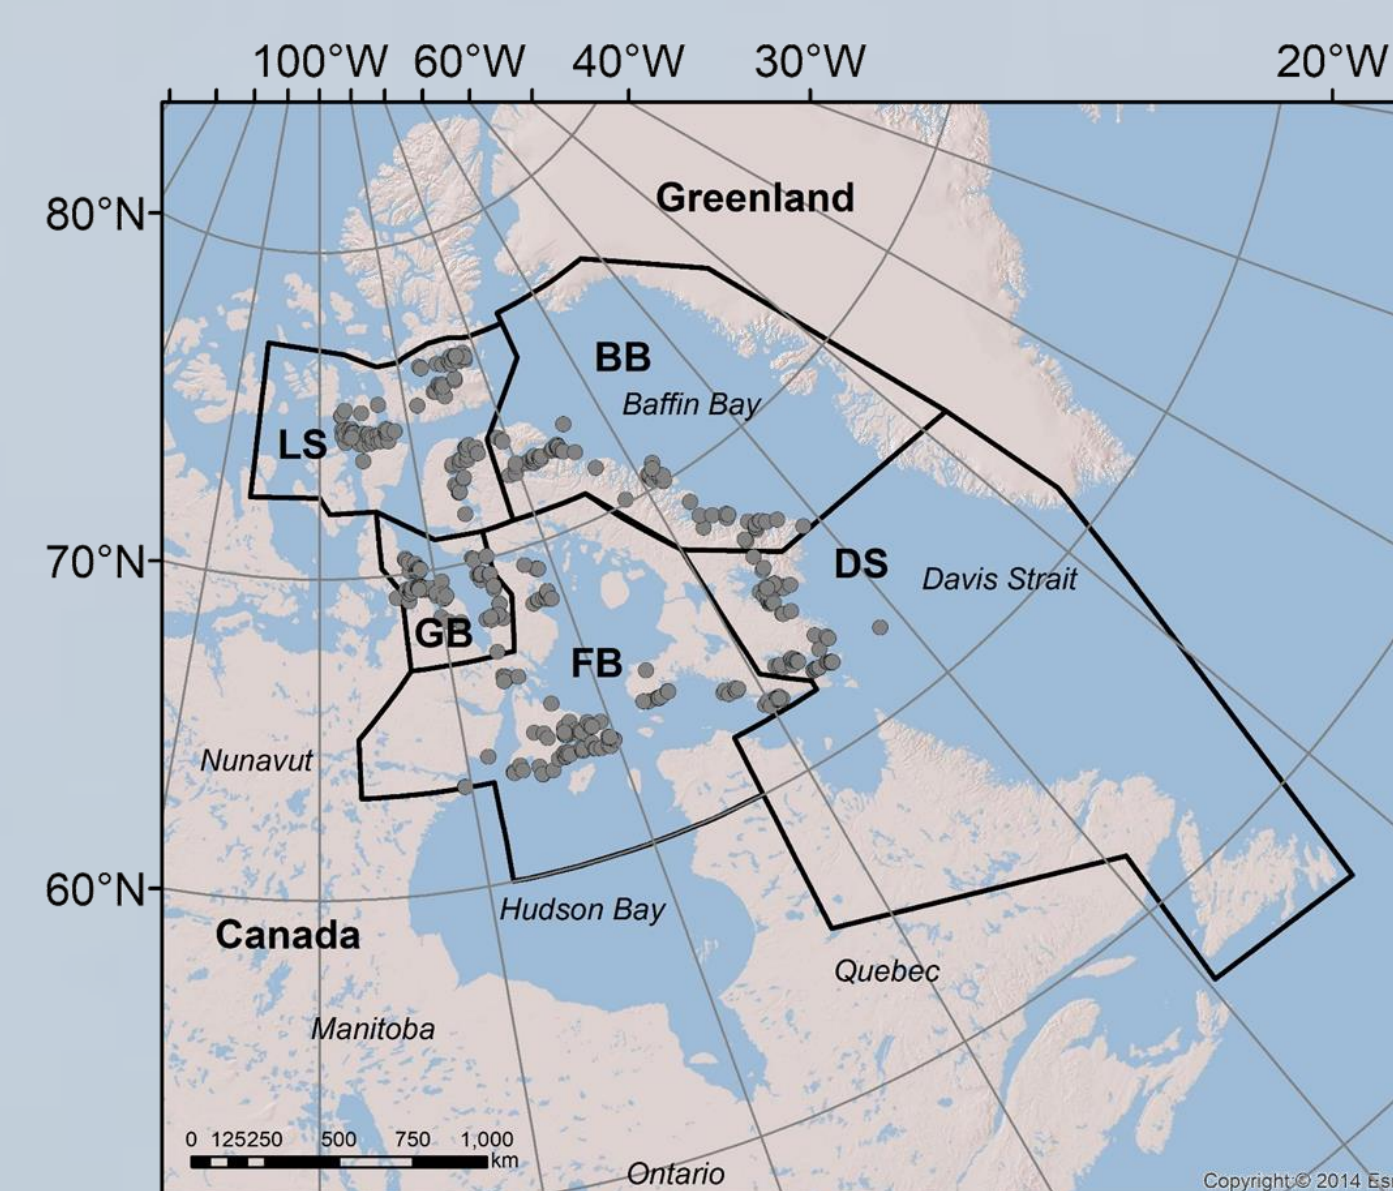 100°W 60°W 40°W 30°W 20°W
80°N
Greenland
BB
Baffin Bay
LS
70°N
DS
Davis Strait
GB
FB
Nunavut
60°N
Hudson Bay
Canada
Quebec
Manitoba
0 125250 500 750 1,000
km
Ontario
Copyright:© 2014 Esr